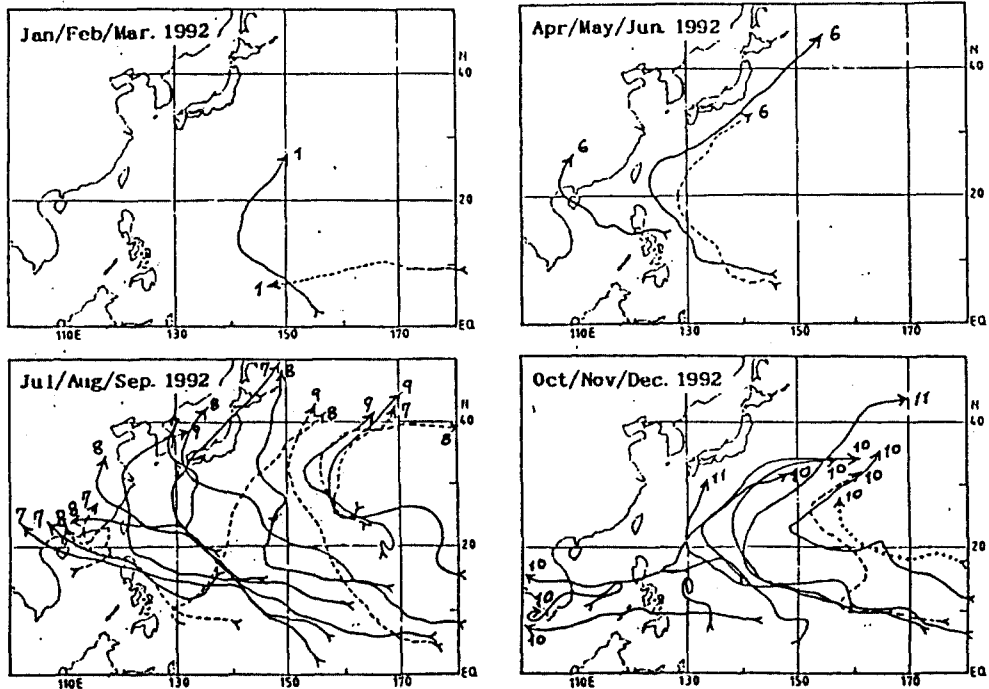 Jan/Feb/Mar. 1992
N
40
1
20
1
EQ
110E 130 150 170
Apr/May/Jun. 1992
6
N
40
6
6
20
EQ
110E 130 150 170
Jul/Aug/Sep. 1992
7 8
9 8 9 7
N
40
8 9
8
8
7 7 8 8 7
20
EQ
110E 130 150 170
Oct/Nov/Dec. 1992
11
N
40
11 10 10 10 10 10
10
20
10
10
10
EQ
110E 130 150 170